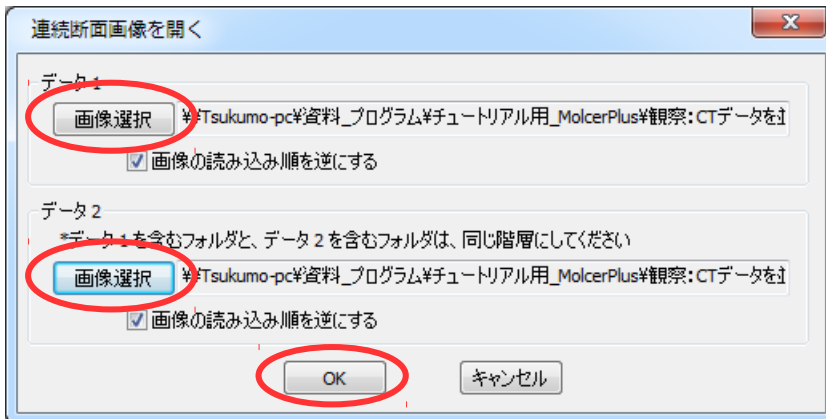 連続断面画像を開く
データ 1
画像選択
¥¥Tsukumo-pc¥資料_プログラム¥チュートリアル用_MolcerPlus¥観察:CTデータを
画像の読み込み順を逆にする
データ 2
*データ 1 を含むフォルダと、データ 2 を含むフォルダは、同じ階層にしてください
画像選択
¥¥Tsukumo-pc¥資料_プログラム¥チュートリアル用_MolcerPlus¥観察:CTデータを
画像の読み込み順を逆にする
OK
キャンセル